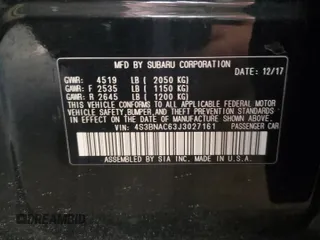 MFD BY SUBARU CORPORATION
DATE: 12/17
GVWR: 4519 LB ( 2050 KG)
GAWR: F 2535 LB ( 1150 KG)
GAWR: R 2645 LB ( 1200 KG)
THIS VEHICLE CONFORMS TO ALL APPLICABLE FEDERAL MOTOR
VEHICLE SAFETY,BUMPER,AND THEFT PREVENTION STANDARDS
IN EFFECT ON THE DATE OF MANUFACTURE SHOWN ABOVE.
VIN: 4S3BNAC63J3027161
PASSENGER CAR
ASSEMBLED BY SIA INC. MADE IN U.S.A.
© DREAMBID